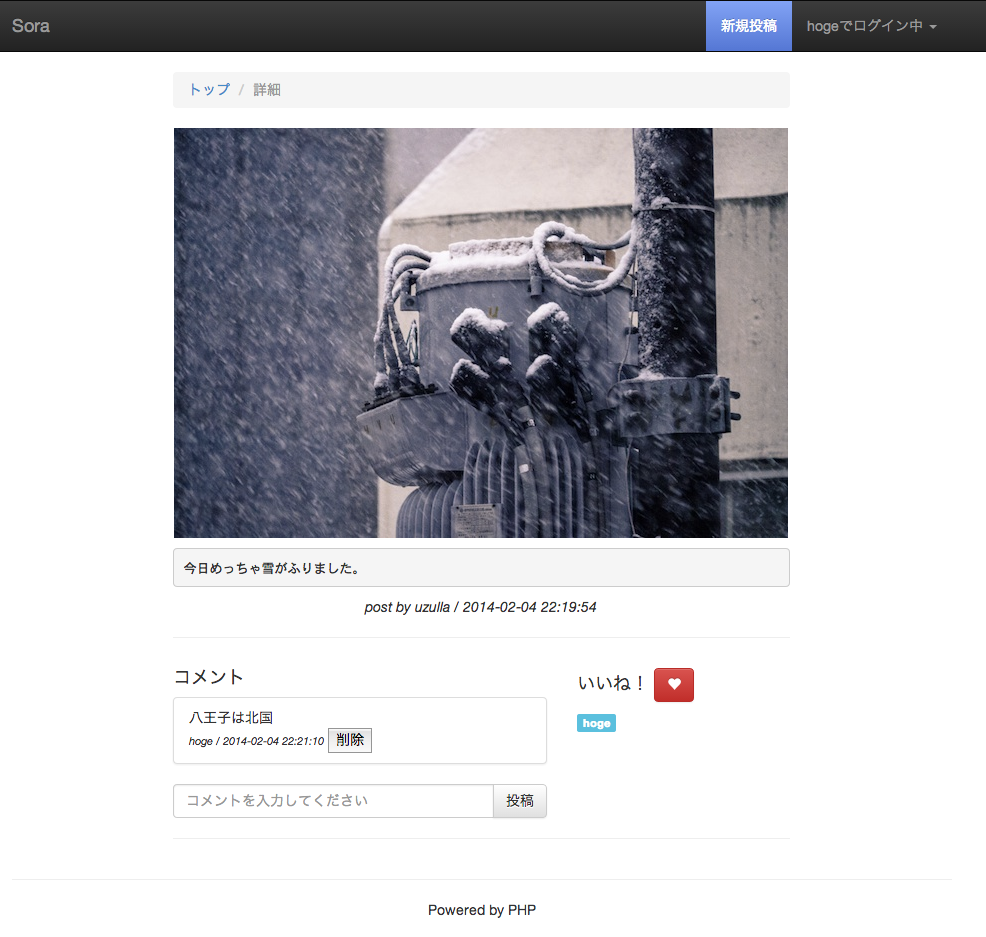 Sora
新規投稿
hogeでログイン中
トップ / 詳細
今日めっちゃ雪がふりました。
post by uzulla / 2014-02-04 22:19:54
コメント
八王子は北国
hoge / 2014-02-04 22:21:10 削除
コメントを入力してください
投稿
いいね！
hoge
Powered by PHP